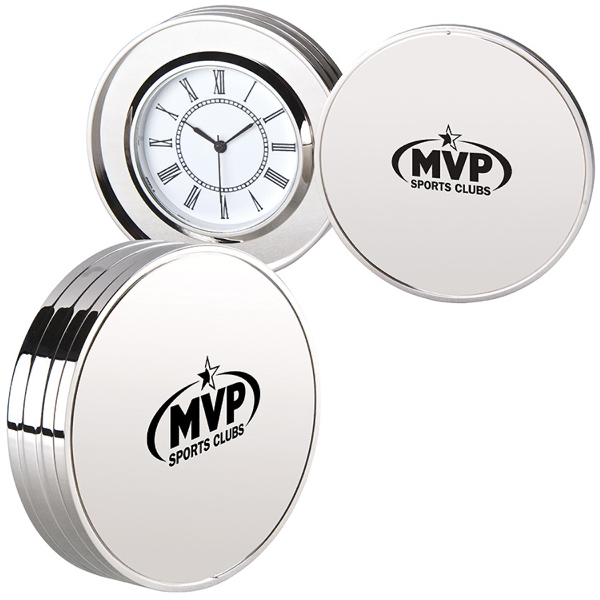 XII
I
II
III
IIII
V
VI
VII
VIII
IX
X
XI
MVP
SPORTS CLUBS
MVP
SPORTS CLUBS